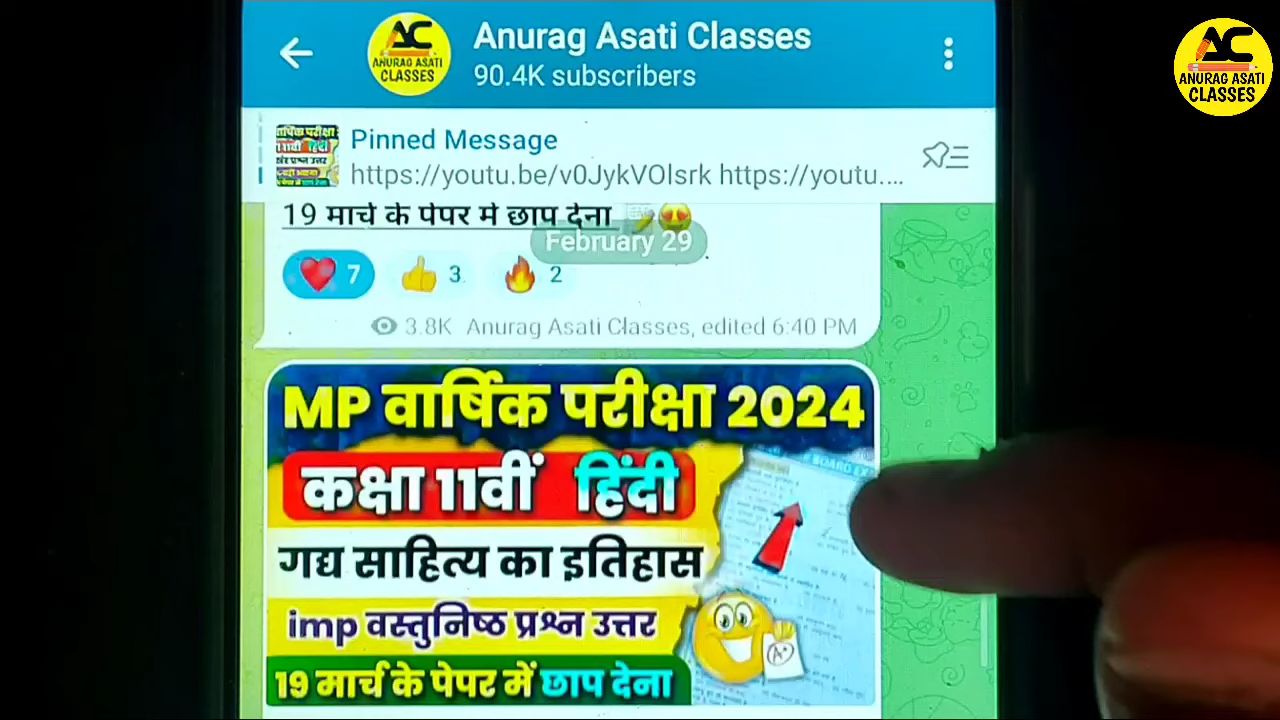 Anurag Asati Classes
90.4K subscribers
AC
ANURAG ASATI
CLASSES
AC
ANURAG ASATI
CLASSES
Pinned Message
https://youtu.be/v0JykVOlsrk https://youtu....
19 मार्च के पेपर में छाप देना 📝😍
February 29
❤️ 7 👍 3 🔥 2
3.8K Anurag Asati Classes, edited 6:40 PM
MP वार्षिक परीक्षा 2024
कक्षा 11वीं हिंदी
गद्य साहित्य का इतिहास
imp वस्तुनिष्ठ प्रश्न उत्तर
A+
19 मार्च के पेपर में छाप देना